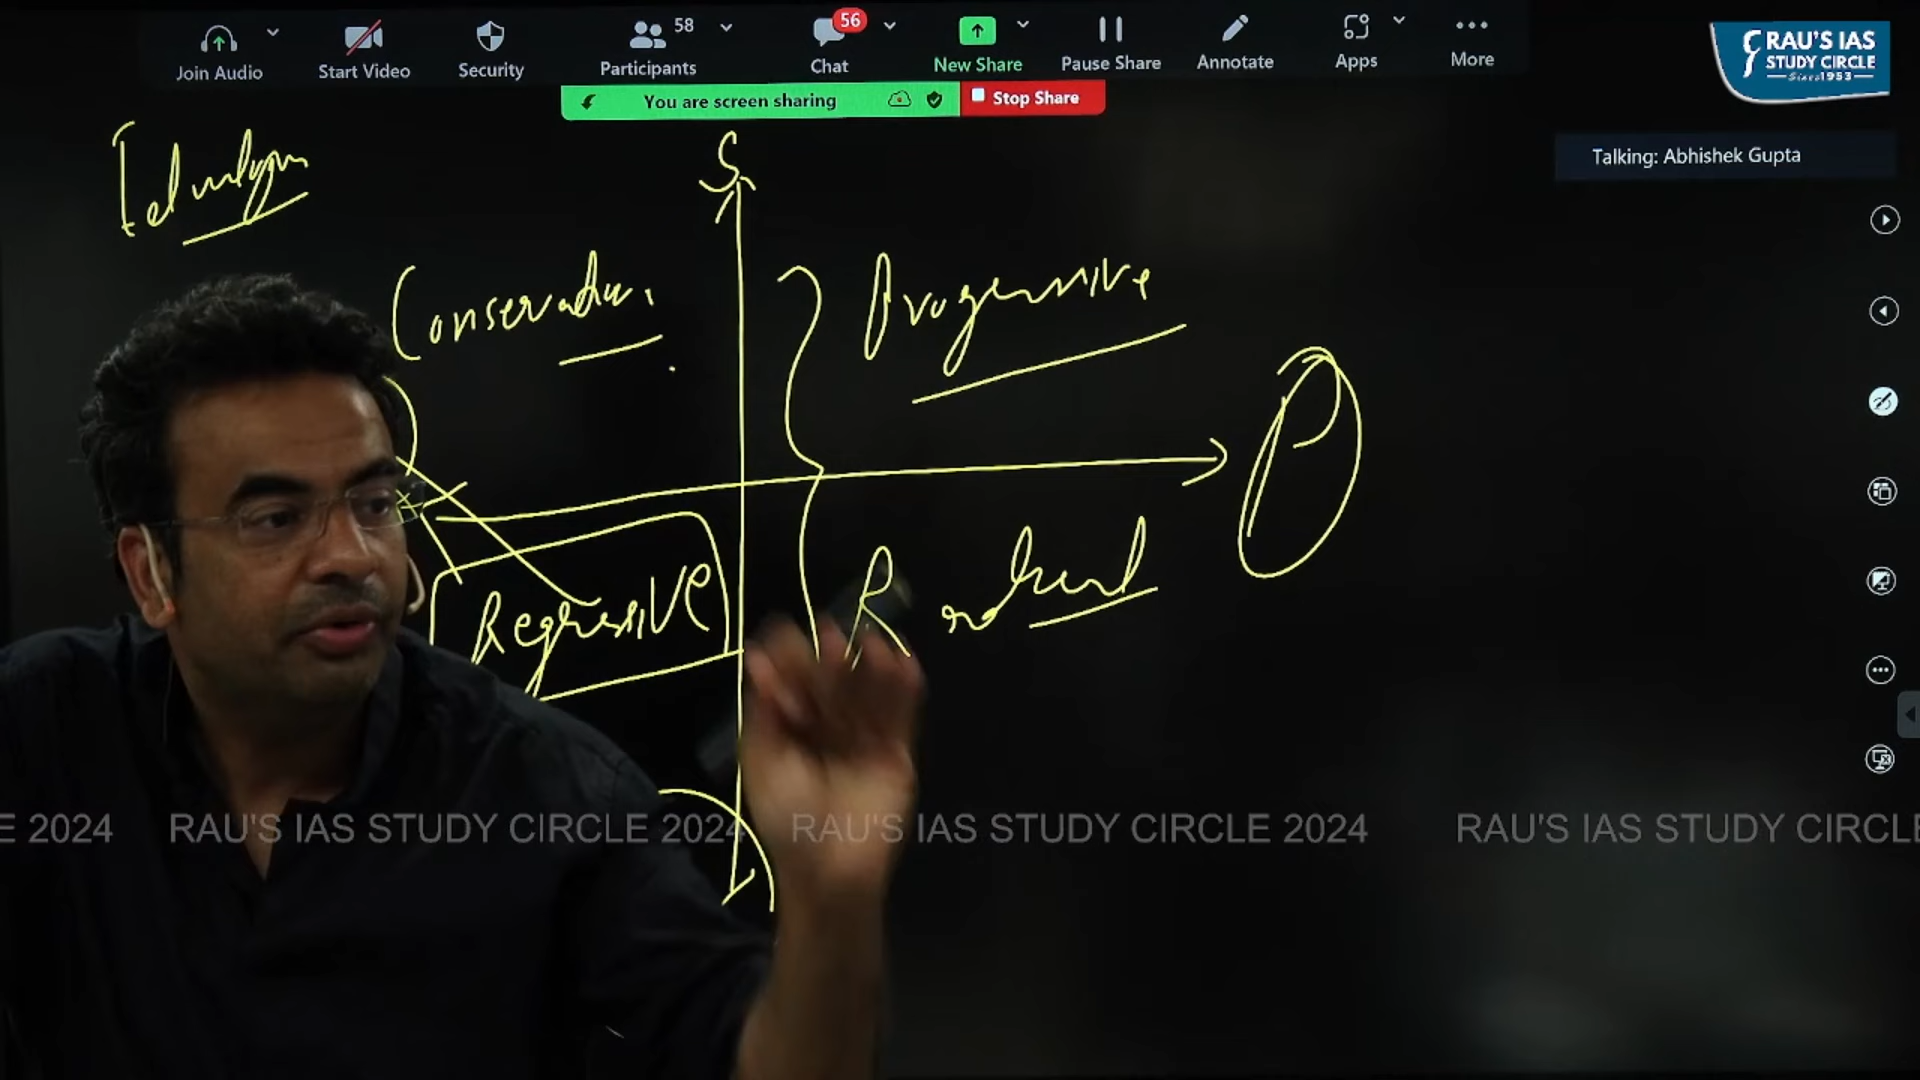 58
56
Join Audio
Start Video
Security
Participants
Chat
New Share
Pause Share
Annotate
Apps
More
RAU'S IAS
STUDY CIRCLE
Since 1953
You are screen sharing
Stop Share
Talking: Abhishek Gupta
S
Progressive
P
Regressive
R
E 2024 RAU'S IAS STUDY CIRCLE 2024 RAU'S IAS STUDY CIRCLE 2024 RAU'S IAS STUDY CIRCLE